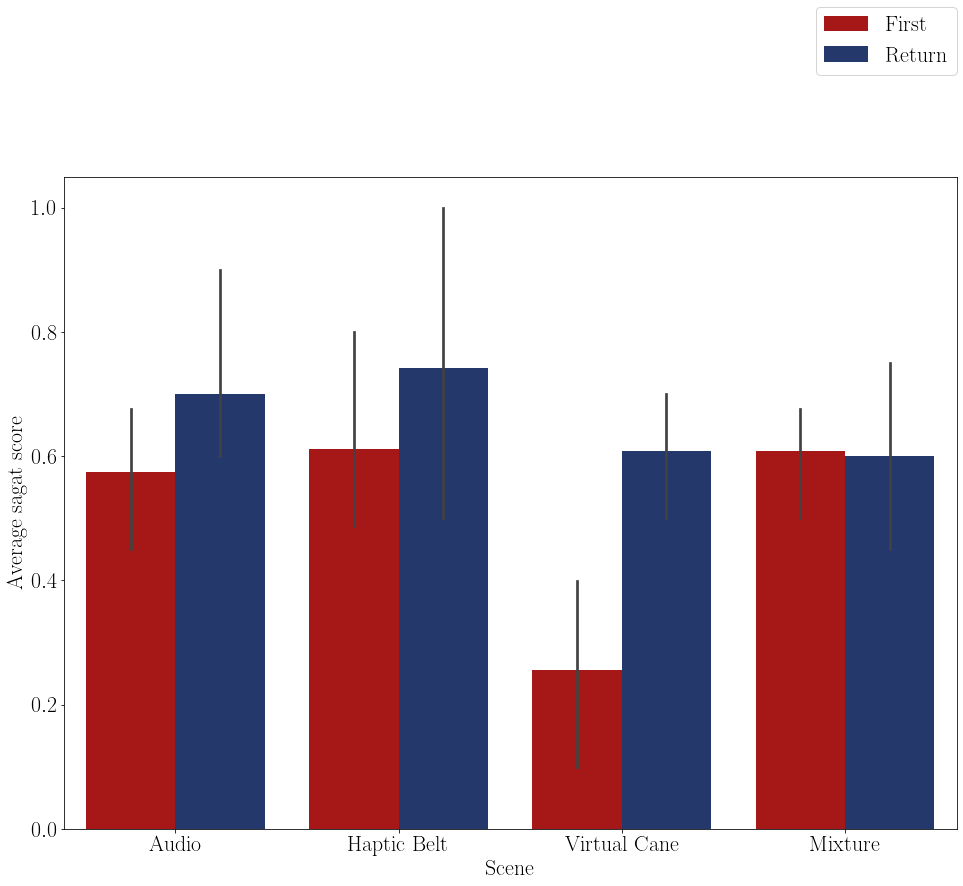 First
Return
1.0
0.8
0.6
0.4
0.2
0.0
Average sagat score
Audio
Haptic Belt
Virtual Cane
Mixture
Scene